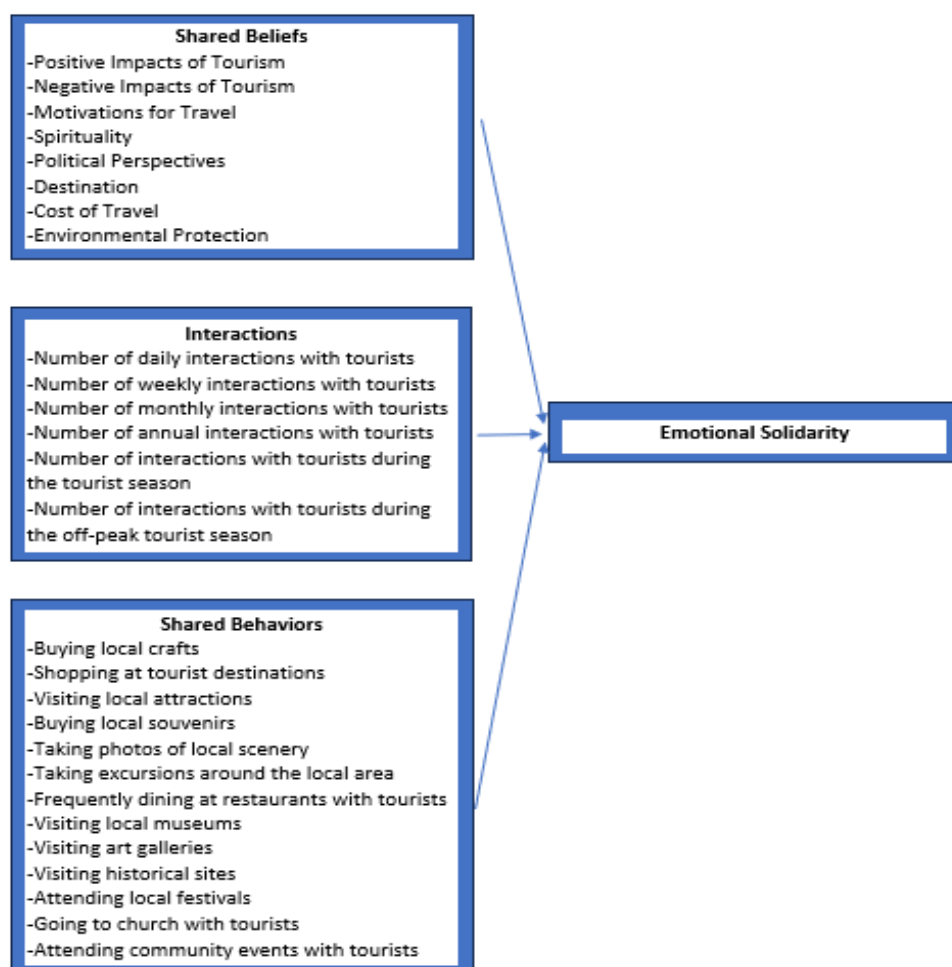 Shared Beliefs
-Positive Impacts of Tourism
-Negative Impacts of Tourism
-Motivations for Travel
-Spirituality
-Political Perspectives
-Destination
-Cost of Travel
-Environmental Protection
Interactions
-Number of daily interactions with tourists
-Number of weekly interactions with tourists
-Number of monthly interactions with tourists
-Number of annual interactions with tourists
-Number of interactions with tourists during
the tourist season
-Number of interactions with tourists during
the off-peak tourist season
Emotional Solidarity
Shared Behaviors
-Buying local crafts
-Shopping at tourist destinations
-Visiting local attractions
-Buying local souvenirs
-Taking photos of local scenery
-Taking excursions around the local area
-Frequently dining at restaurants with tourists
-Visiting local museums
-Visiting art galleries
-Visiting historical sites
-Attending local festivals
-Going to church with tourists
-Attending community events with tourists